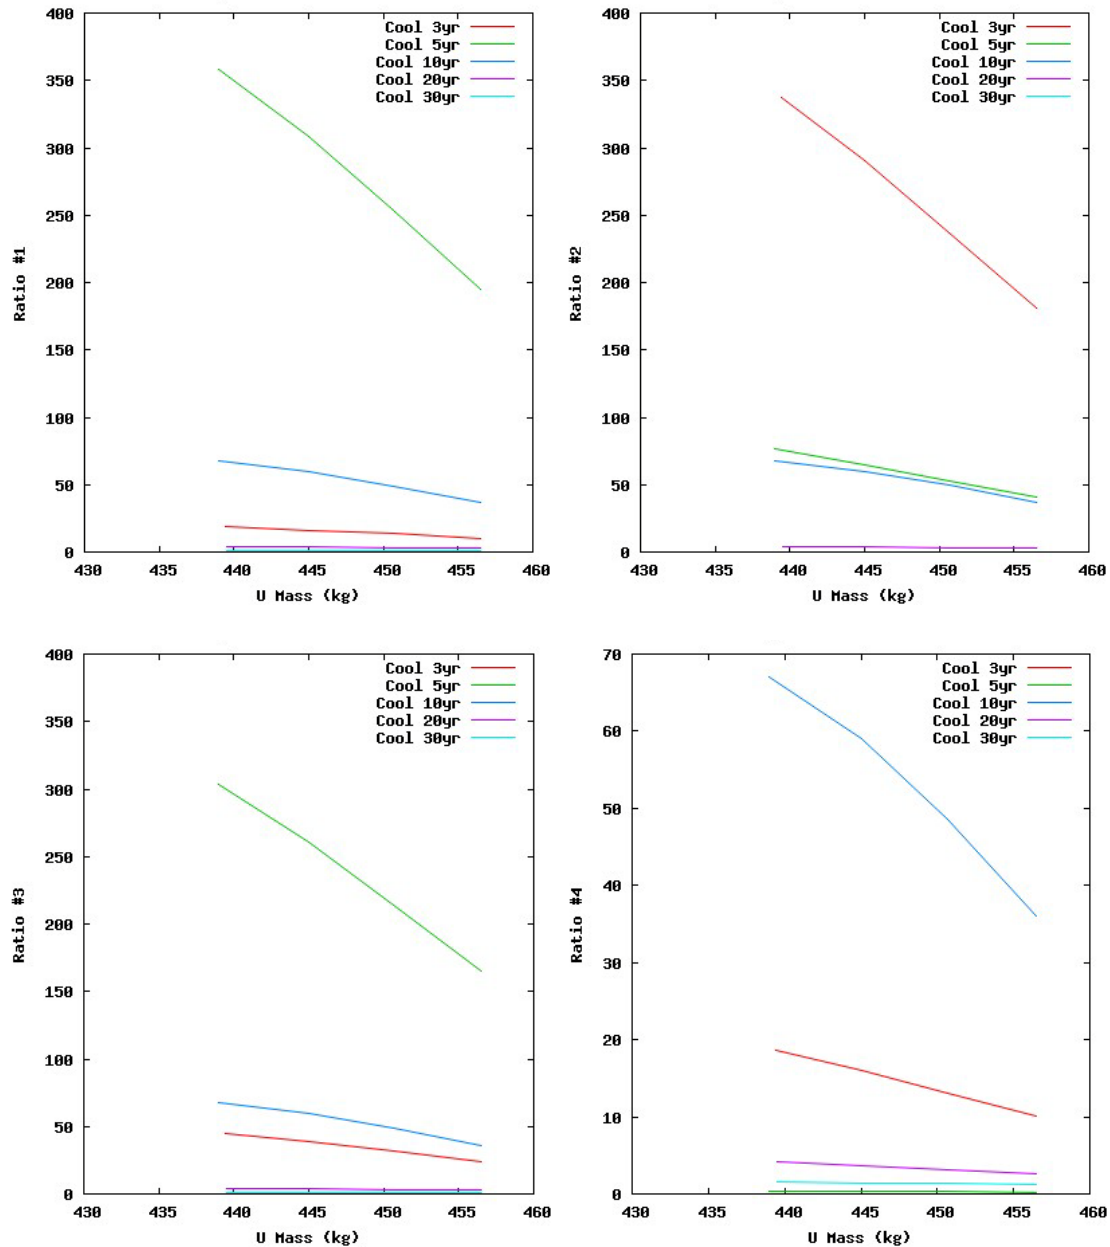 400
350
300
250
200
150
100
50
0
Ratio #1
Cool 3yr
Cool 5yr
Cool 10yr
Cool 20yr
Cool 30yr
430 435 440 445 450 455 460
U Mass (kg)
400
350
300
250
200
150
100
50
0
Ratio #2
Cool 3yr
Cool 5yr
Cool 10yr
Cool 20yr
Cool 30yr
430 435 440 445 450 455 460
U Mass (kg)
400
350
300
250
200
150
100
50
0
Ratio #3
Cool 3yr
Cool 5yr
Cool 10yr
Cool 20yr
Cool 30yr
430 435 440 445 450 455 460
U Mass (kg)
70
60
50
40
30
20
10
0
Ratio #4
Cool 3yr
Cool 5yr
Cool 10yr
Cool 20yr
Cool 30yr
430 435 440 445 450 455 460
U Mass (kg)